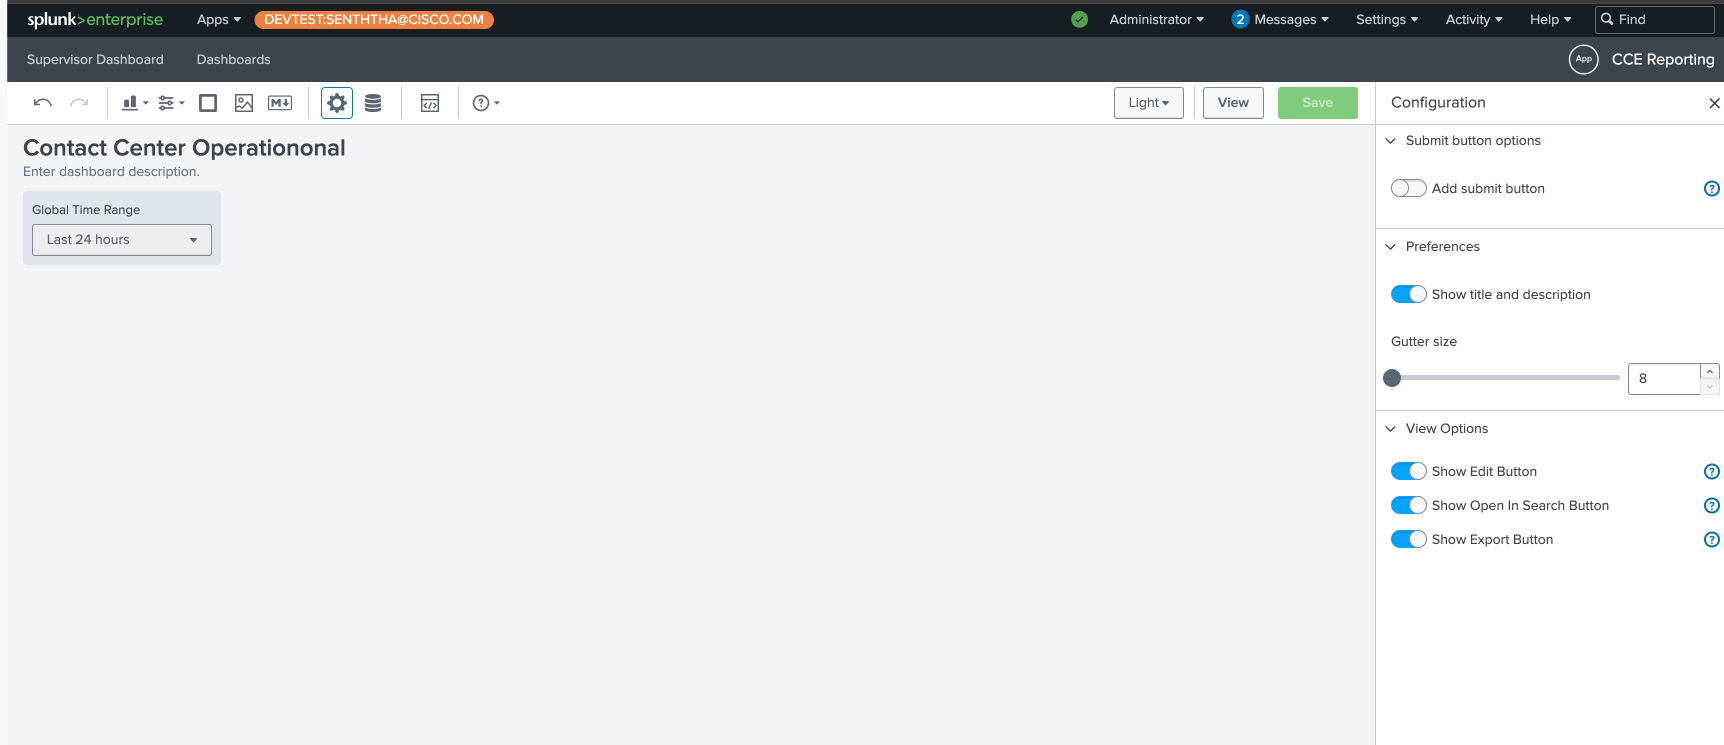 splunk>enterprise Apps DEVTEST:SENTHTHA@CISCO.COM Administrator 2 Messages Settings Activity Help Find
Supervisor Dashboard Dashboards App CCE Reporting
M Light View Save Configuration
Contact Center Operationonal
Enter dashboard description.
Global Time Range
Last 24 hours
Submit button options
Add submit button ?
Preferences
Show title and description
Gutter size
8
View Options
Show Edit Button ?
Show Open In Search Button ?
Show Export Button ?